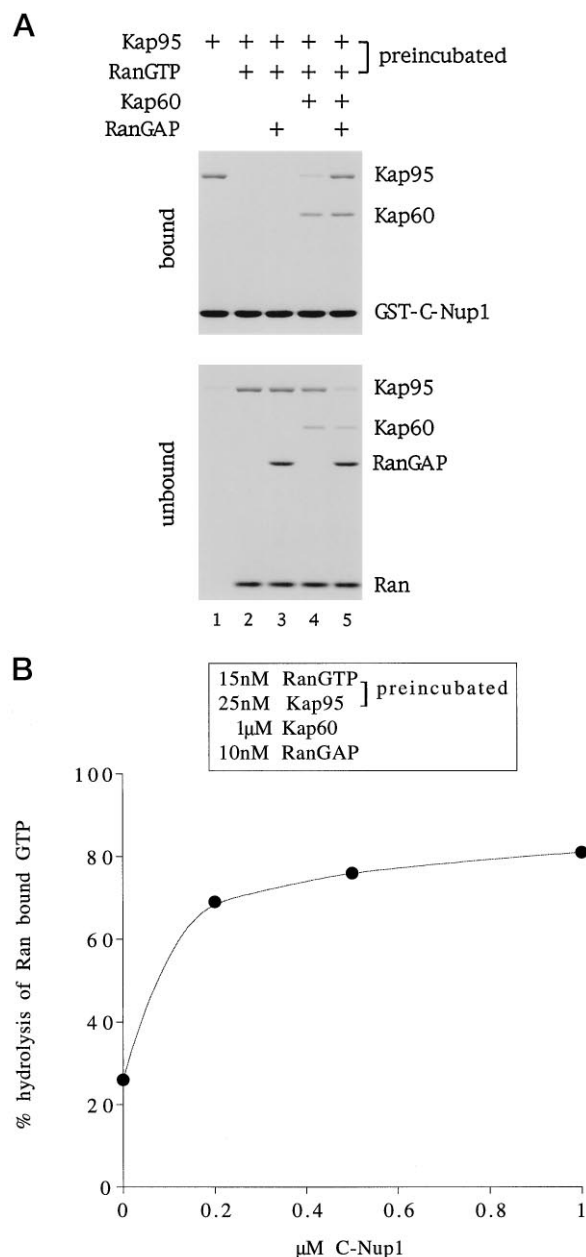 A
Kap95 + + + + + preincubated
RanGTP + + + +
Kap60 + +
RanGAP + +
bound
Kap95
Kap60
GST-C-Nup1
unbound
Kap95
Kap60
RanGAP
Ran
1 2 3 4 5
B
15nM RanGTP preincubated
25nM Kap95
1μM Kap60
10nM RanGAP
% hydrolysis of Ran bound GTP
100
80
60
40
20
0
0 0.2 0.4 0.6 0.8 1
μM C-Nup1